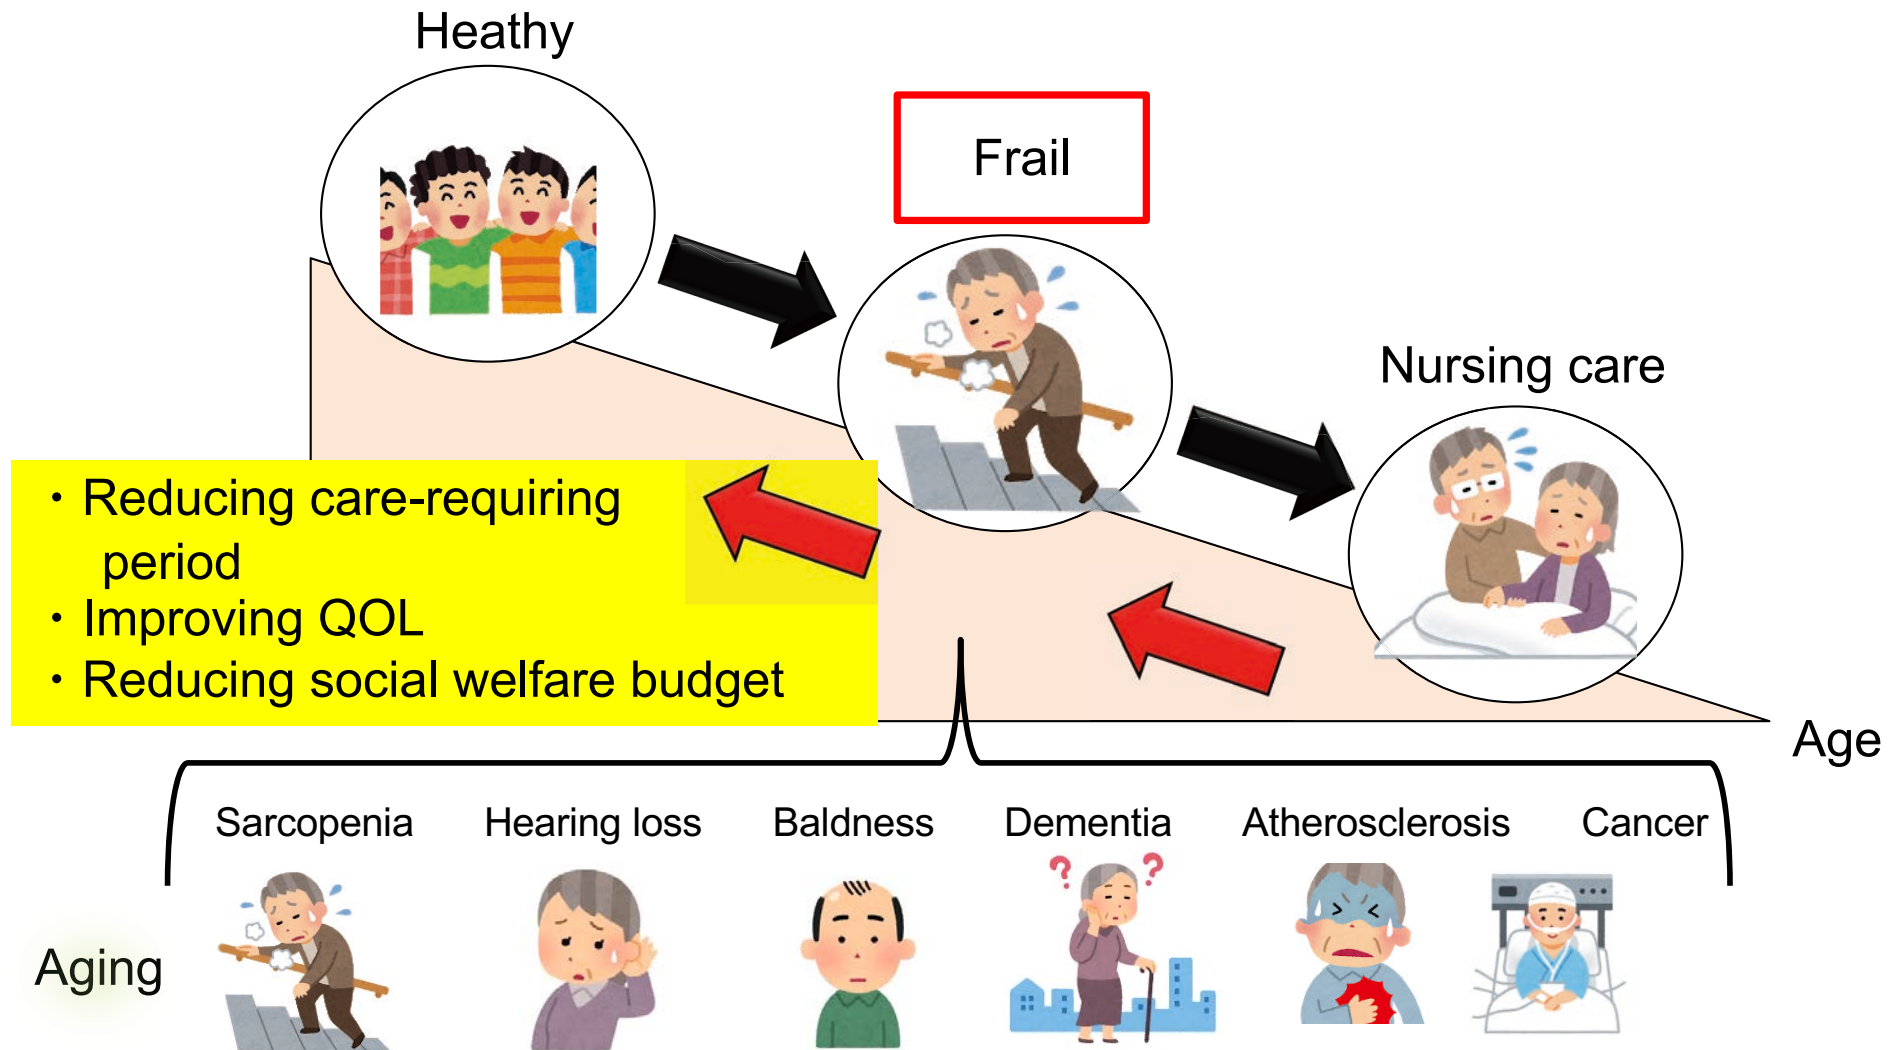 Heathy
Frail
Nursing care
・Reducing care-requiring
period
・Improving QOL
・Reducing social welfare budget
Age
Sarcopenia Hearing loss Baldness Dementia Atherosclerosis Cancer
? ?
Aging